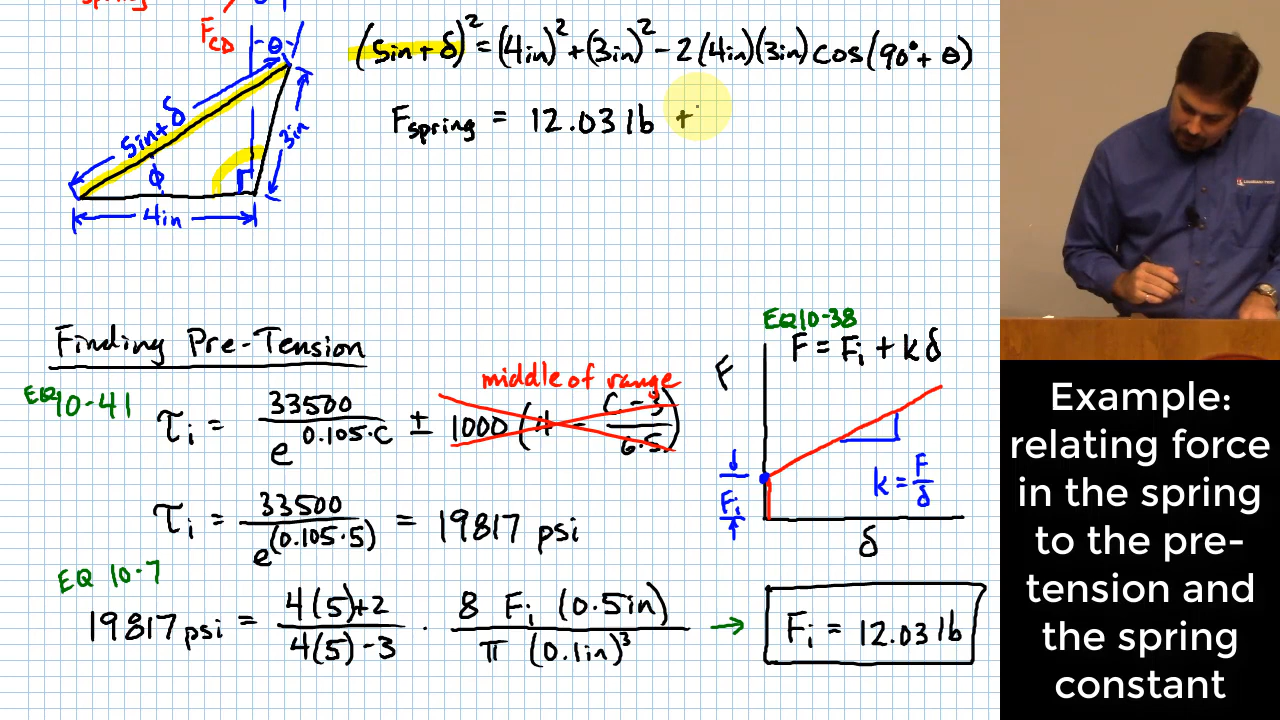 spring
F_CD
θ
5in+δ
3in
ϕ
4in
(5in+δ)² = (4in)² + (3in)² - 2(4in)(3in) cos(90°+ θ)
F_spring = 12.03 lb +
Finding Pre-Tension
EQ 10-41
τ_i = 33500 / e^(0.105·C) ± 1000 (4 - (C-3)/6.5)
middle of range
τ_i = 33500 / e^(0.105·5) = 19817 psi
EQ 10-7
19817 psi = (4(5)+2)/(4(5)-3) · (8 F_i (0.5in))/(π (0.1in)³) → F_i = 12.03 lb
EQ 10-38
F = F_i + kδ
F
F_i
k = F/δ
δ
LOUISIANA TECH
Example:
relating force
in the spring
to the pre-
tension and
the spring
constant